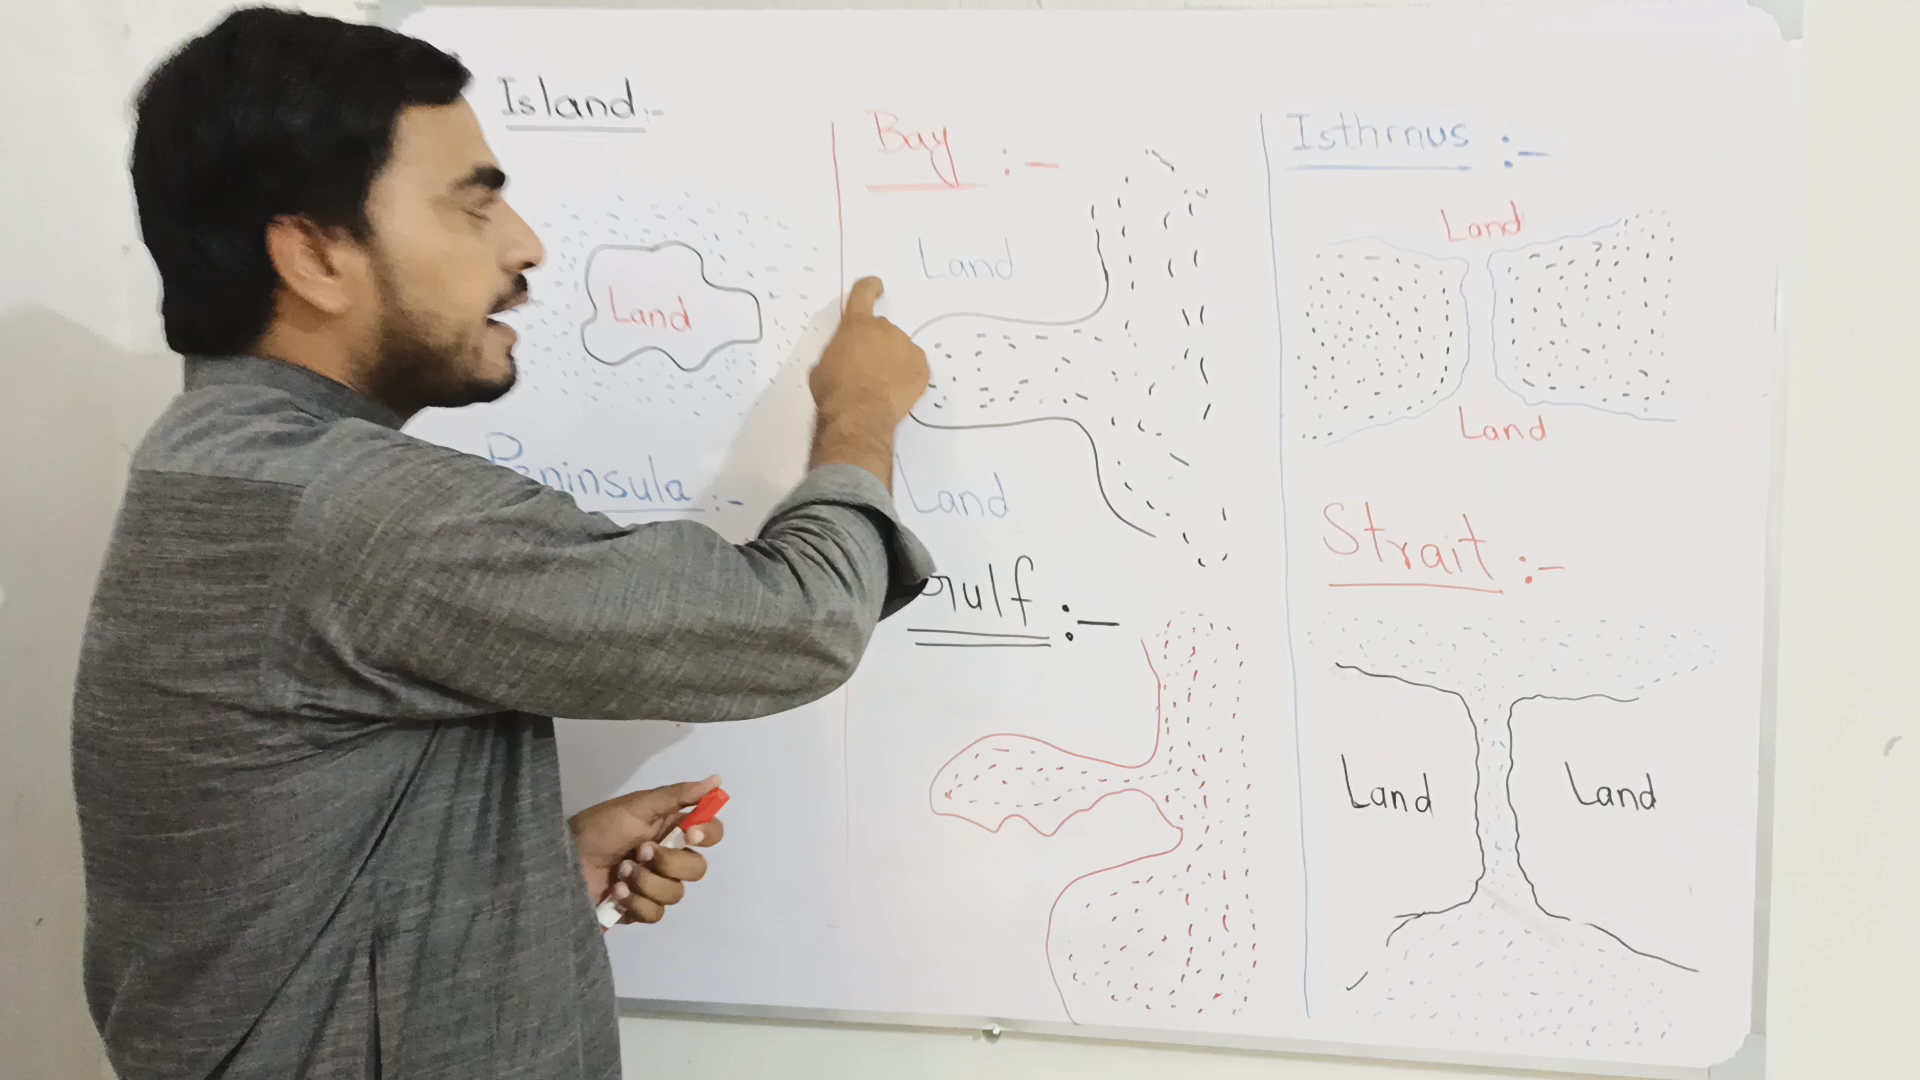 Island:-
Land
Peninsula:-
Bay:-
Land
Land
Gulf:-
Isthmus:-
Land
Land
Strait:-
Land
Land